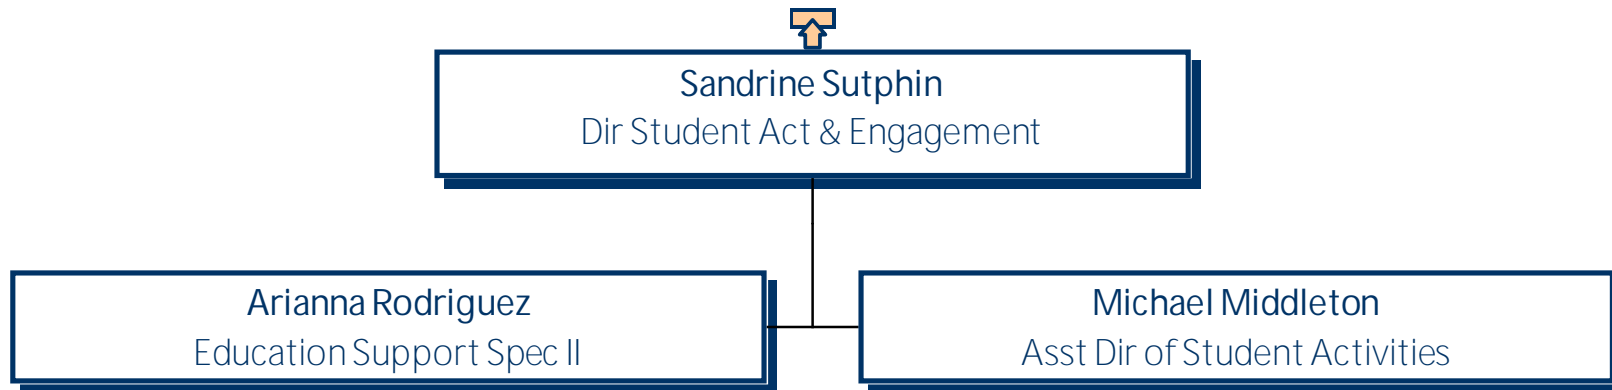 Sandrine Sutphin
Dir Student Act & Engagement
Arianna Rodriguez
Education Support Spec II
Michael Middleton
Asst Dir of Student Activities